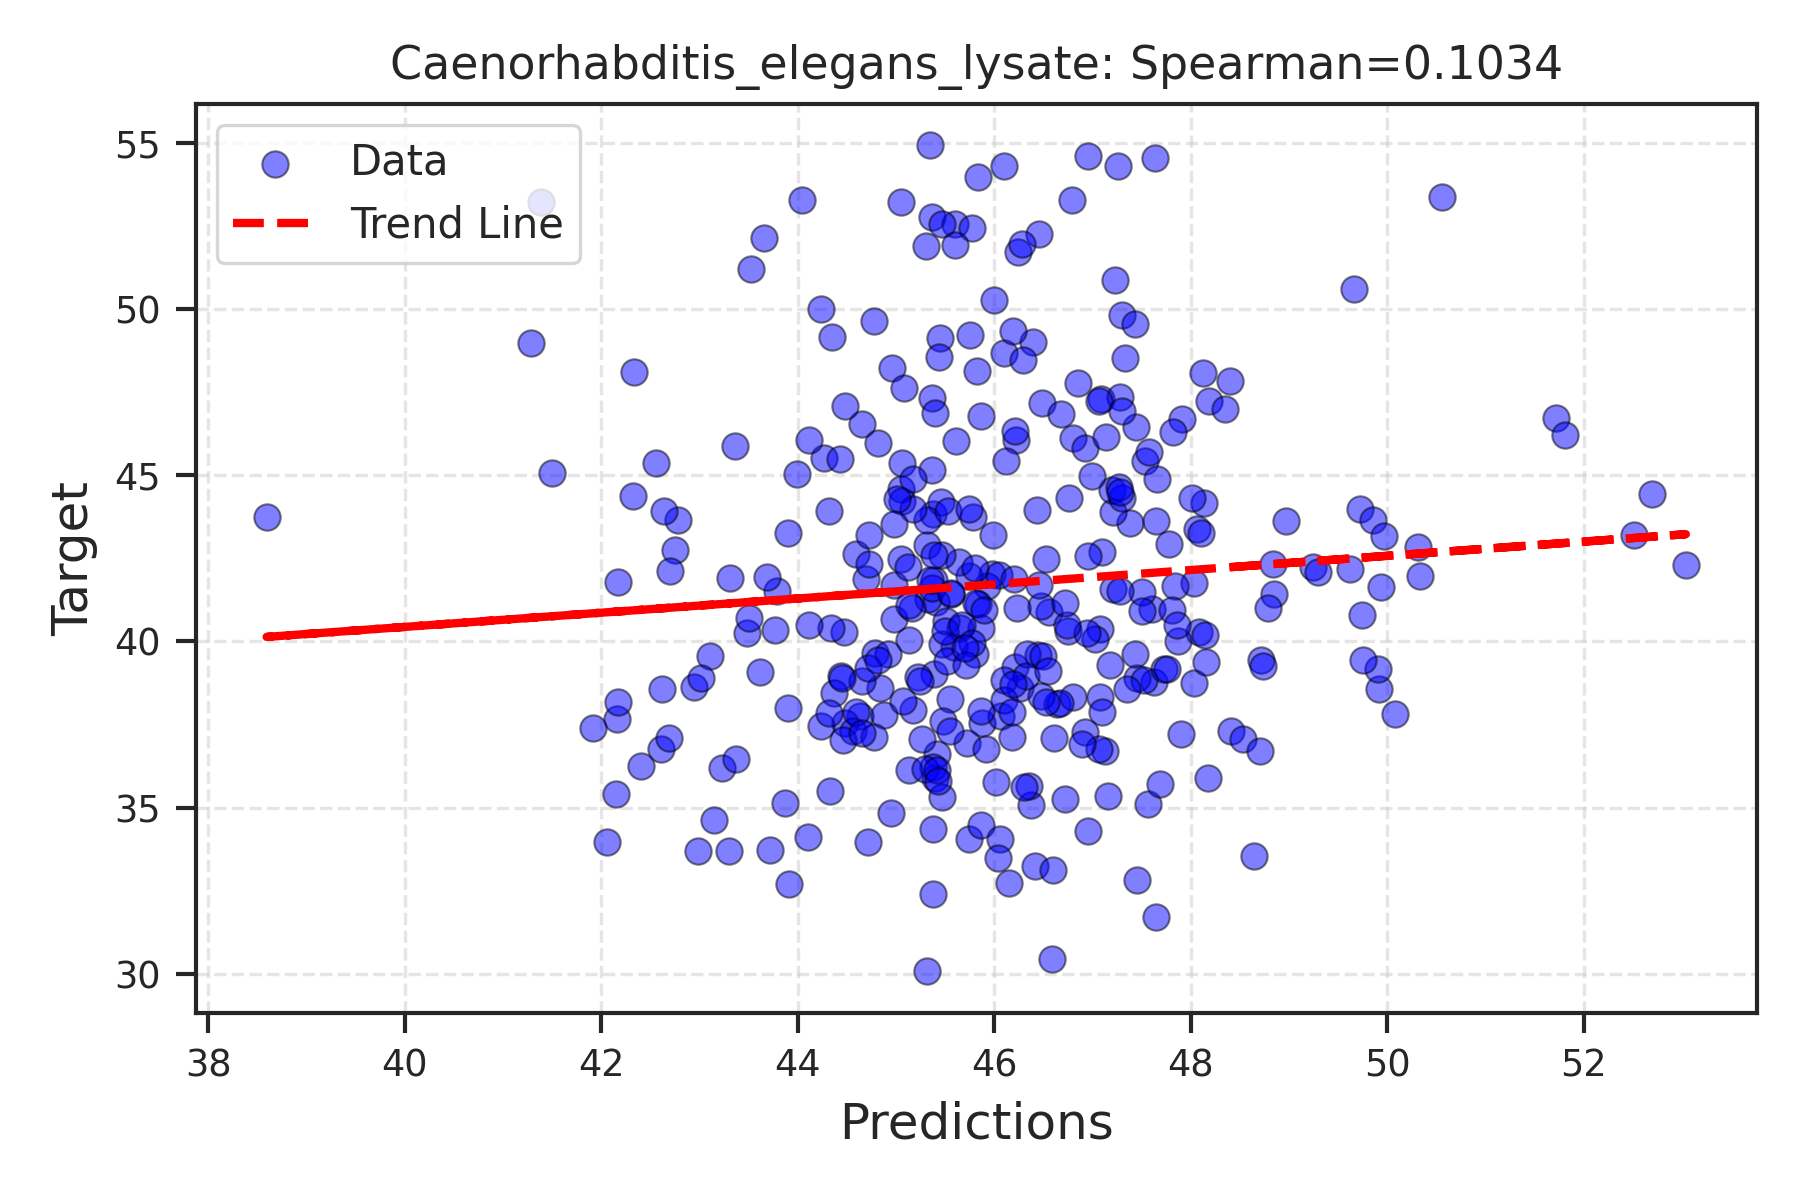 Caenorhabditis_elegans_lysate: Spearman=0.1034
Data
Trend Line
55
50
45
40
35
30
Target
38 40 42 44 46 48 50 52
Predictions